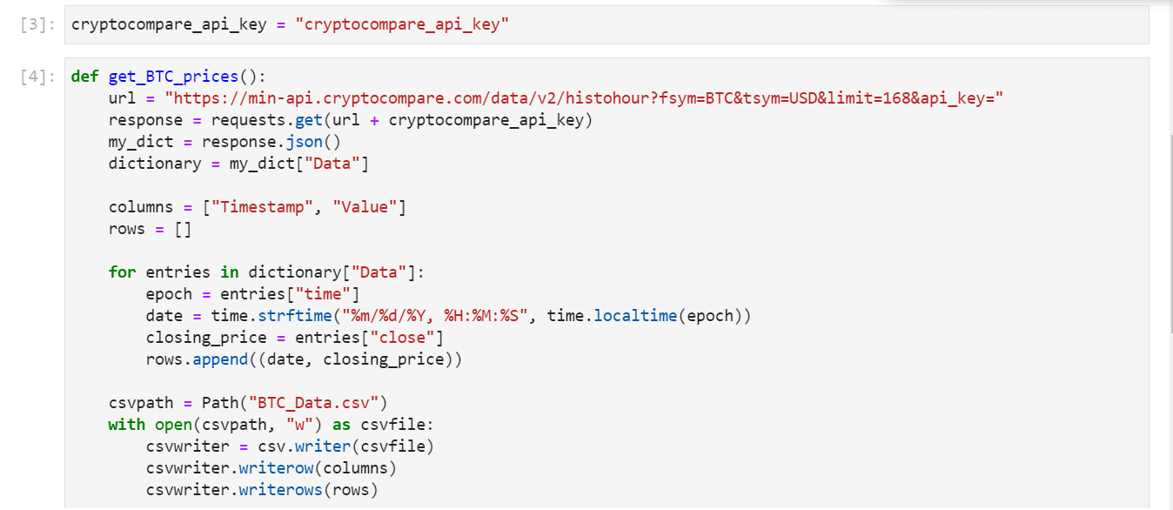 [3]: cryptocompare_api_key = "cryptocompare_api_key"
[4]: def get_BTC_prices():
url = "https://min-api.cryptocompare.com/data/v2/histohour?fsym=BTC&tsym=USD&limit=168&api_key="
response = requests.get(url + cryptocompare_api_key)
my_dict = response.json()
dictionary = my_dict["Data"]
columns = ["Timestamp", "Value"]
rows = []
for entries in dictionary["Data"]:
epoch = entries["time"]
date = time.strftime("%m/%d/%Y, %H:%M:%S", time.localtime(epoch))
closing_price = entries["close"]
rows.append((date, closing_price))
csvpath = Path("BTC_Data.csv")
with open(csvpath, "w") as csvfile:
csvwriter = csv.writer(csvfile)
csvwriter.writerow(columns)
csvwriter.writerows(rows)